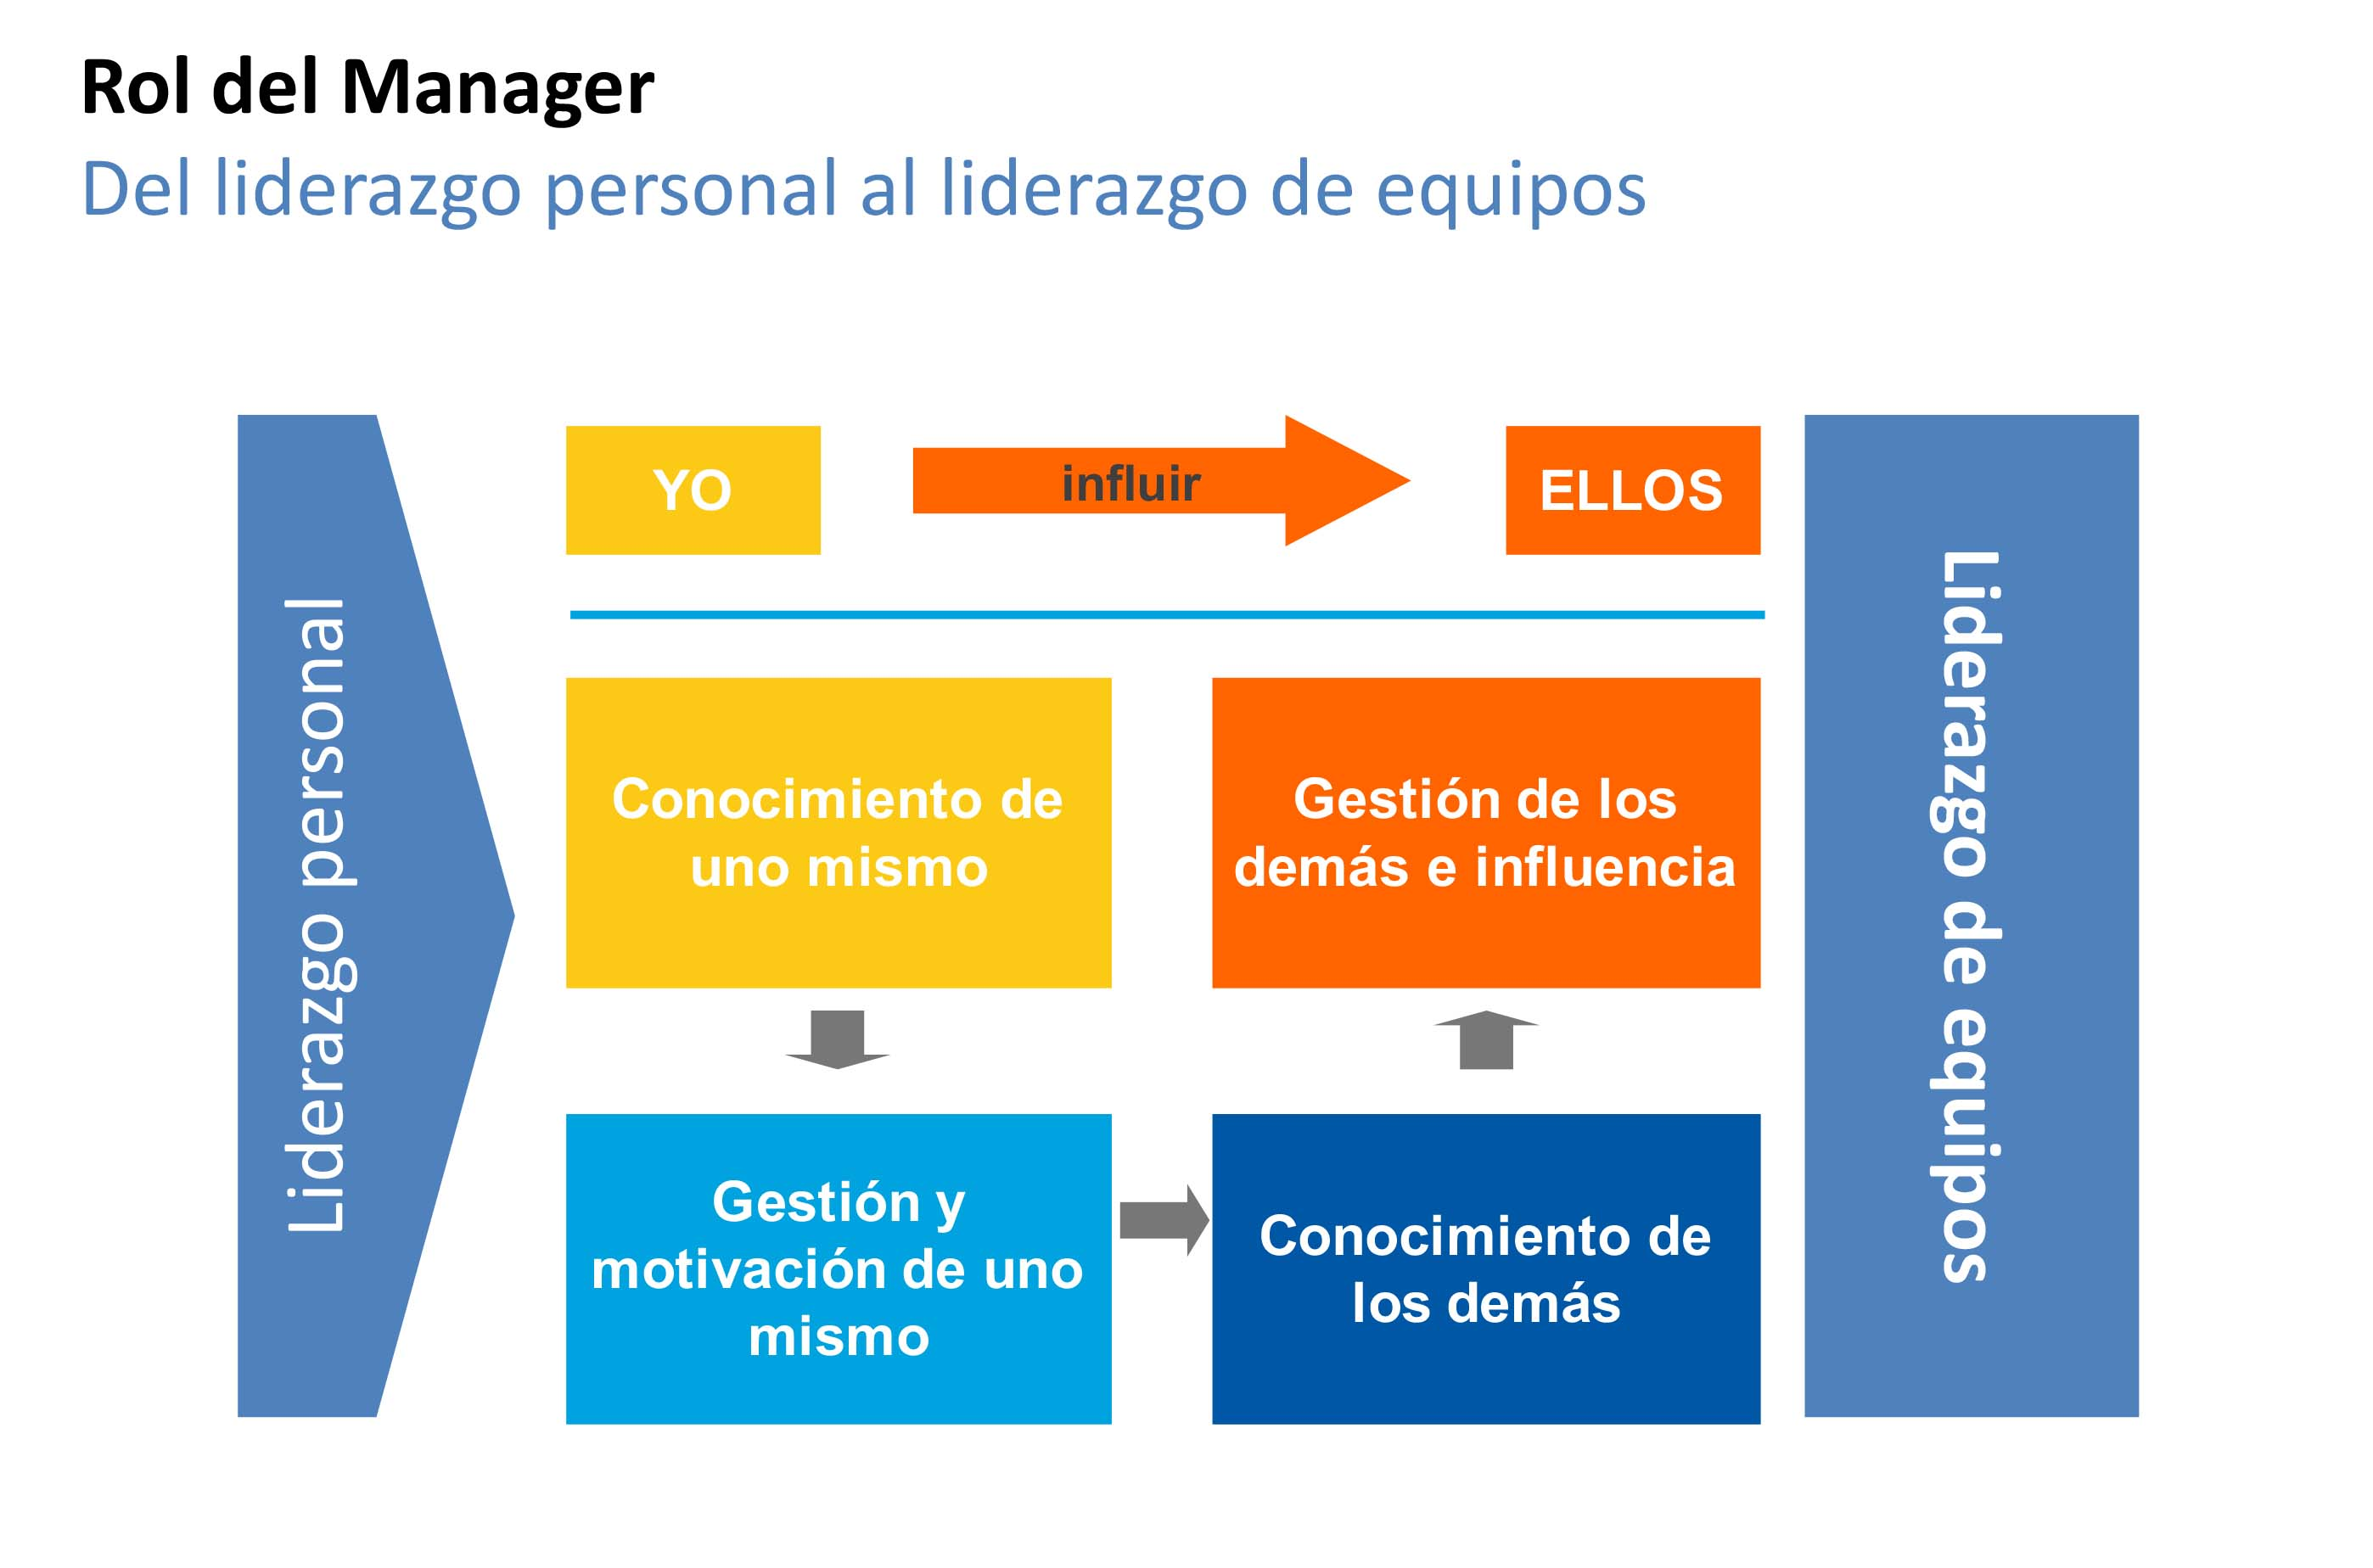 Rol del Manager
Del liderazgo personal al liderazgo de equipos
Liderazgo personal
YO
influir
ELLOS
Conocimiento de
uno mismo
Gestión de los
demás e influencia
Gestión y
motivación de uno
mismo
Conocimiento de
los demás
Liderazgo de equipos